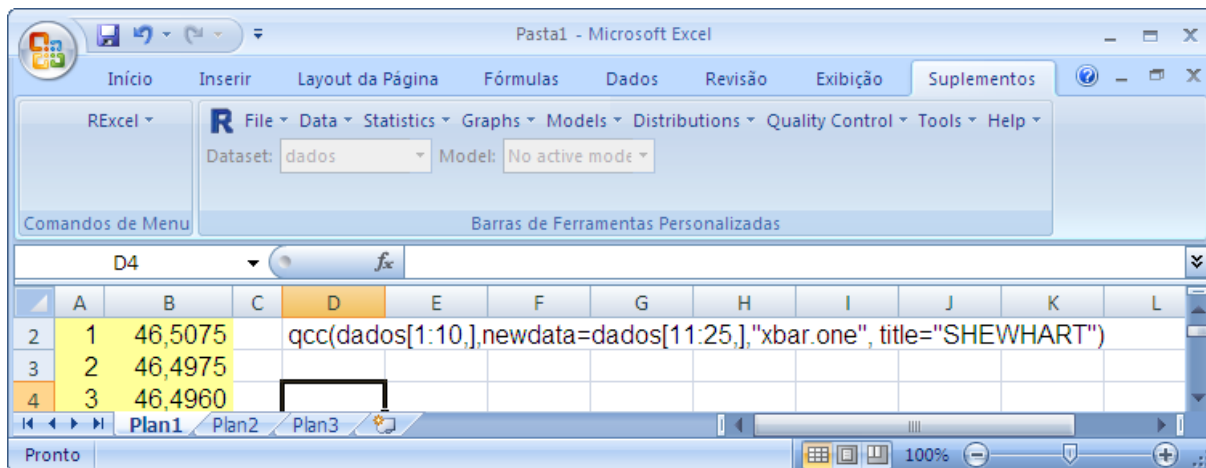 Pasta1 - Microsoft Excel
Início Inserir Layout da Página Fórmulas Dados Revisão Exibição Suplementos
RExcel R File Data Statistics Graphs Models Distributions Quality Control Tools Help
Dataset: dados Model: No active mode
Comandos de Menu Barras de Ferramentas Personalizadas
D4 fx
A B C D E F G H I J K L
2 1 46,5075 qcc(dados[1:10,],newdata=dados[11:25,],"xbar.one", title="SHEWHART")
3 2 46,4975
4 3 46,4960
Plan1 Plan2 Plan3
Pronto 100%